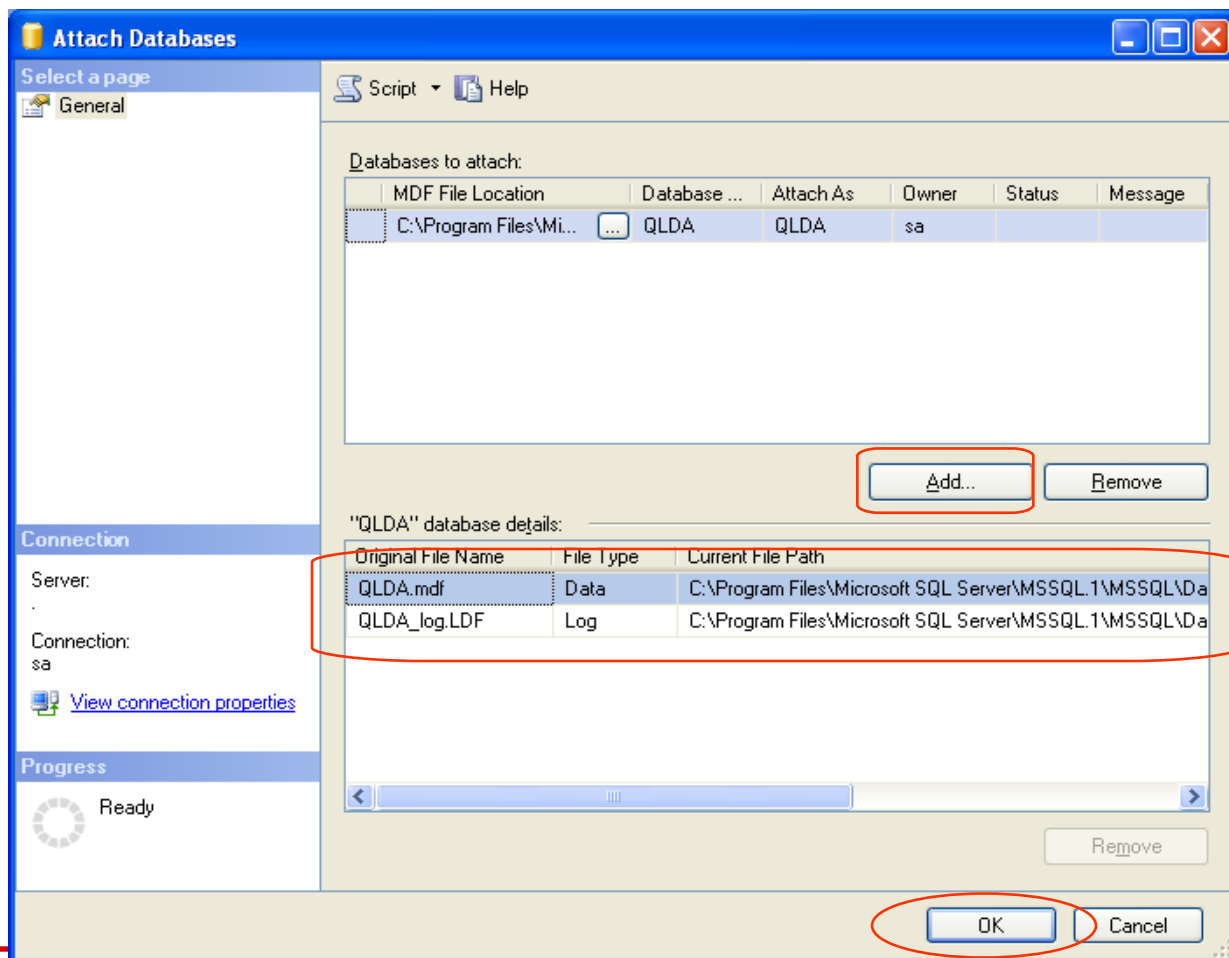 Attach Databases
Select a page
General
Script Help
Databases to attach:
MDF File Location Database ... Attach As Owner Status Message
C:\Program Files\Mi... ... QLDA QLDA sa
Add... Remove
"QLDA" database details:
Original File Name File Type Current File Path
QLDA.mdf Data C:\Program Files\Microsoft SQL Server\MSSQL.1\MSSQL\Da
QLDA_log.LDF Log C:\Program Files\Microsoft SQL Server\MSSQL.1\MSSQL\Da
Remove
Connection
Server:
.
Connection:
sa
View connection properties
Progress
Ready
OK Cancel